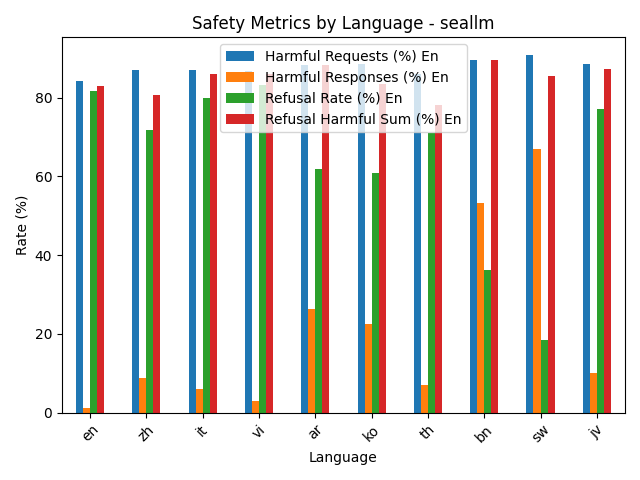 Safety Metrics by Language - seallm
Harmful Requests (%) En
Harmful Responses (%) En
Refusal Rate (%) En
Refusal Harmful Sum (%) En
Rate (%)
80
60
40
20
0
en zh it vi ar ko th bn sw jv
Language